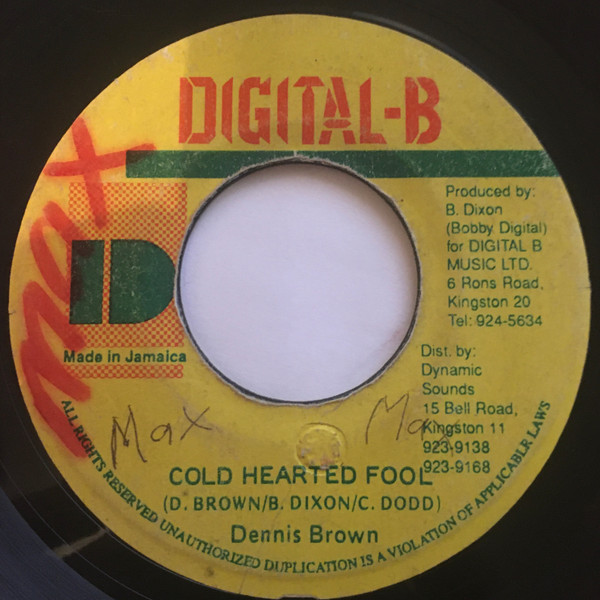 DIGITAL-B
max
D
Made in Jamaica
Produced by:
B. Dixon
(Bobby Digital)
for DIGITAL B
MUSIC LTD.
6 Rons Road,
Kingston 20
Tel: 924-5634
Dist. by:
Dynamic
Sounds
15 Bell Road,
Kingston 11
923-9138
923-9168
Max
COLD HEARTED FOOL
(D. BROWN/B. DIXON/C. DODD)
Dennis Brown
ALL RIGHTS RESERVED UNAUTHORIZED DUPLICATION IS A VIOLATION OF APPLICABLR LAWS